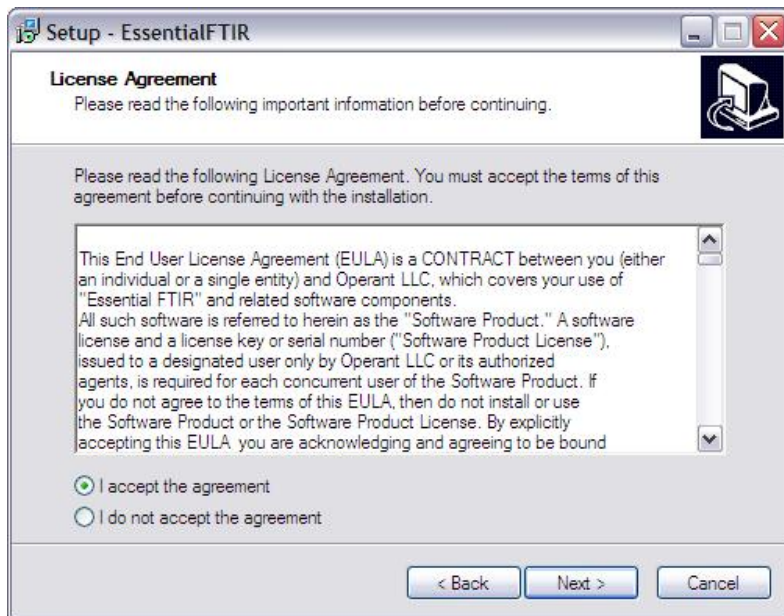 Setup - EssentialFTIR
License Agreement
Please read the following important information before continuing.
Please read the following License Agreement. You must accept the terms of this
agreement before continuing with the installation.
This End User License Agreement (EULA) is a CONTRACT between you (either
an individual or a single entity) and Operant LLC, which covers your use of
"Essential FTIR" and related software components.
All such software is referred to herein as the "Software Product." A software
license and a license key or serial number ("Software Product License"),
issued to a designated user only by Operant LLC or its authorized
agents, is required for each concurrent user of the Software Product. If
you do not agree to the terms of this EULA, then do not install or use
the Software Product or the Software Product License. By explicitly
accepting this EULA you are acknowledging and agreeing to be bound
I accept the agreement
I do not accept the agreement
< Back Next > Cancel